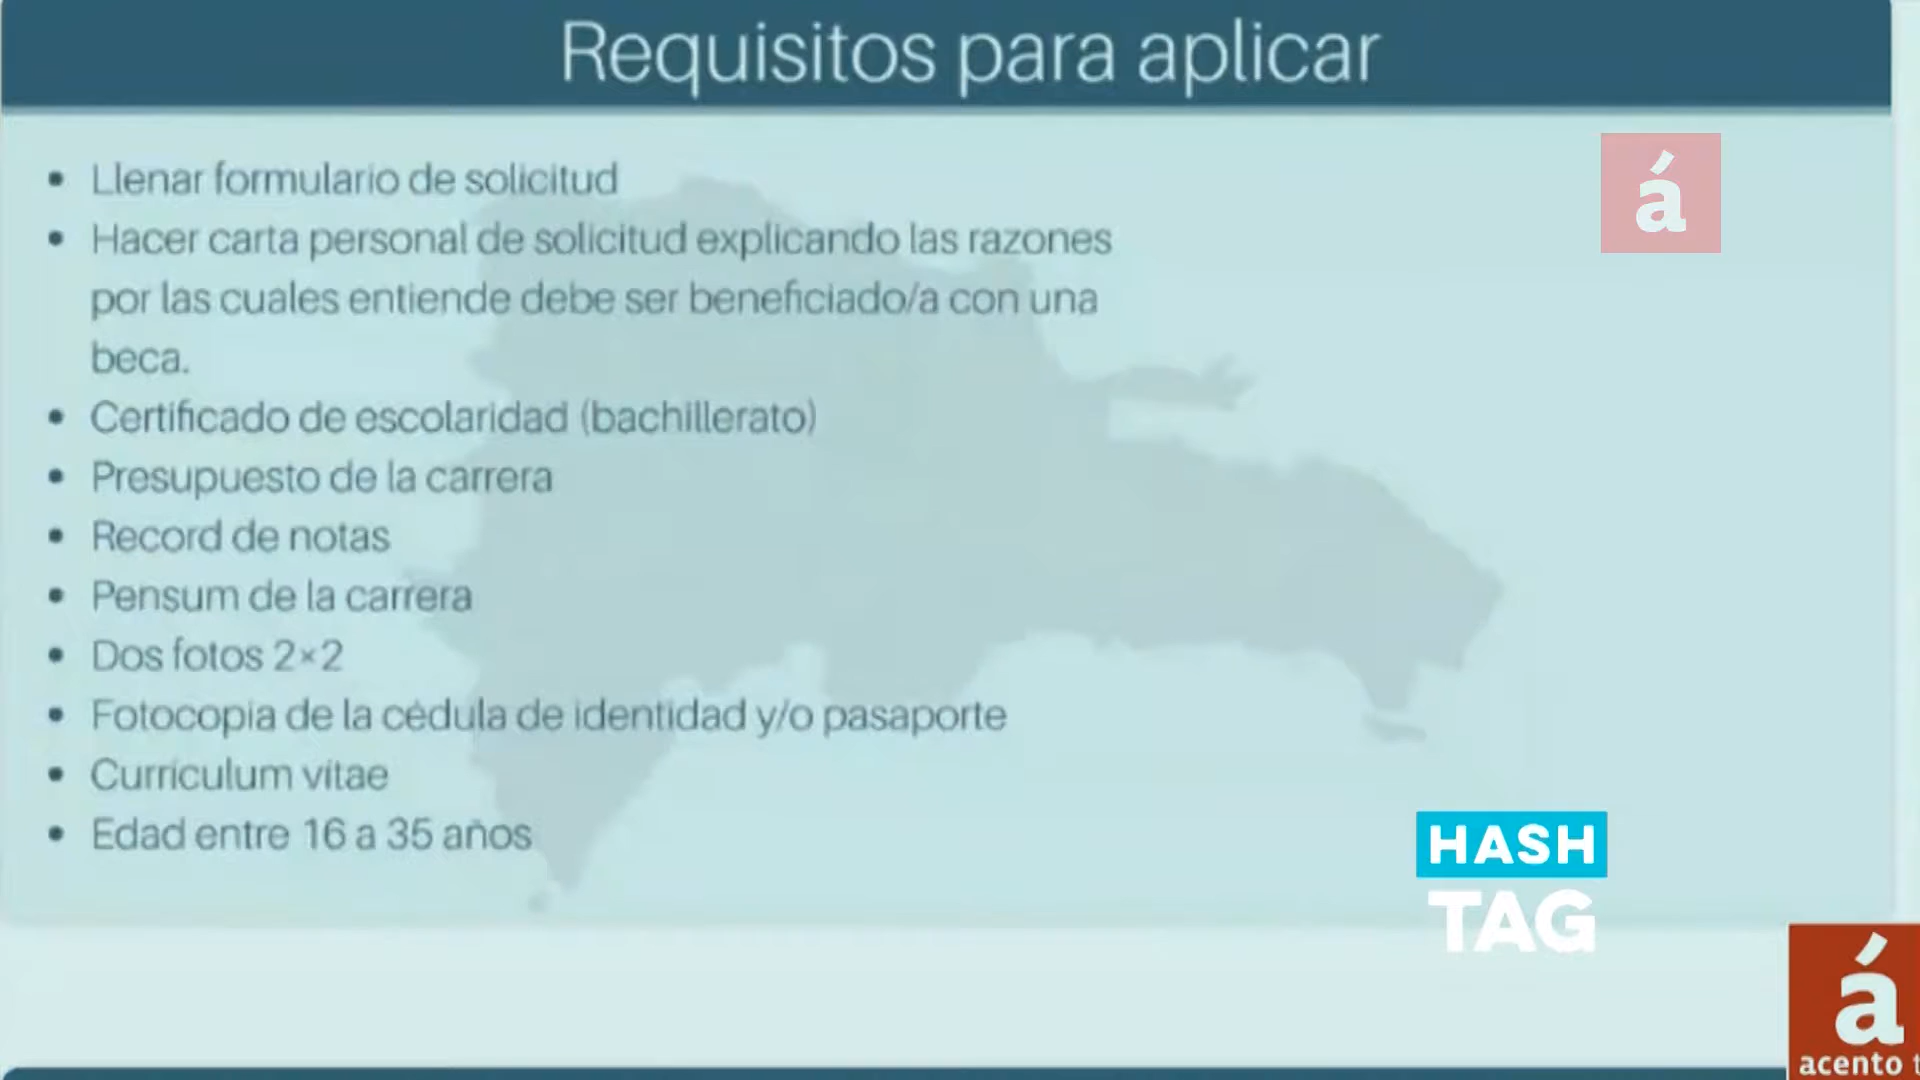 Requisitos para aplicar
á
• Llenar formulario de solicitud
• Hacer carta personal de solicitud explicando las razones
por las cuales entiende debe ser beneficiado/a con una
beca.
• Certificado de escolaridad (bachillerato)
• Presupuesto de la carrera
• Record de notas
• Pensum de la carrera
• Dos fotos 2×2
• Fotocopia de la cédula de identidad y/o pasaporte
• Curriculum vitae
• Edad entre 16 a 35 años
HASH
TAG
á
acento t